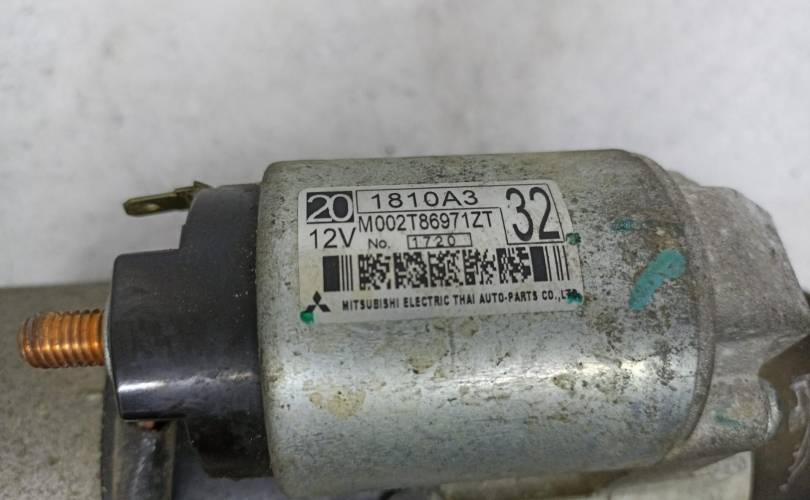 20 1810A3 32
12V M002T86971ZT
No. 1720
MITSUBISHI ELECTRIC THAI AUTO-PARTS CO.,LTD.